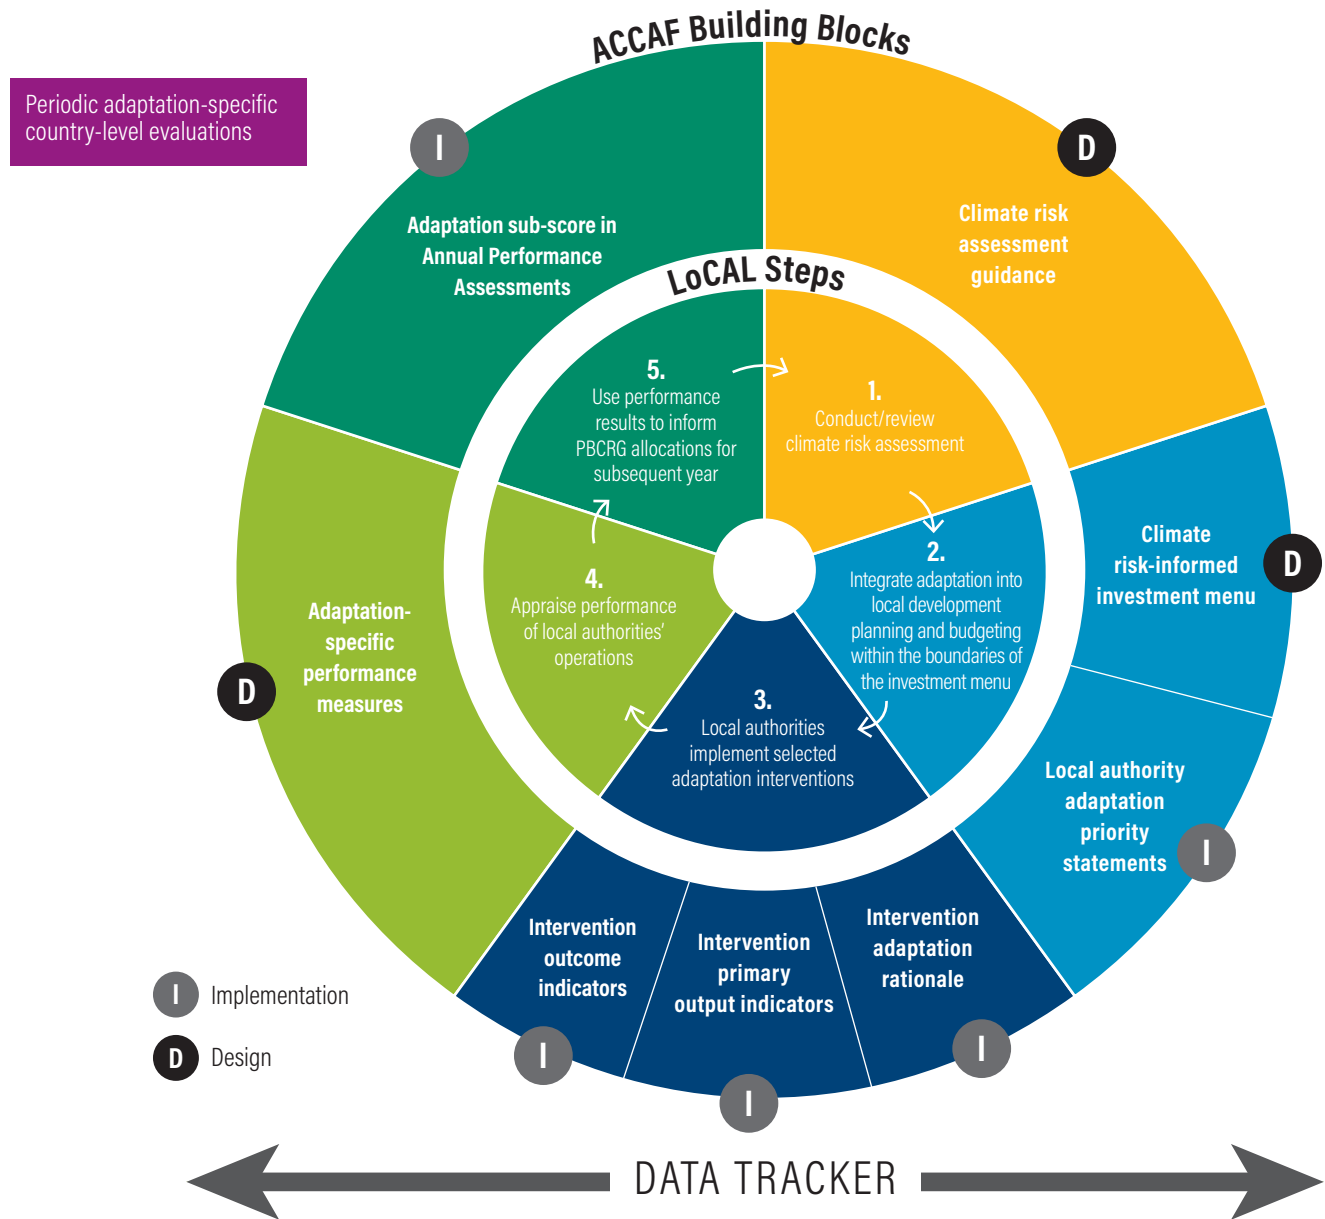 ACCAF Building Blocks
Periodic adaptation-specific
country-level evaluations
I
D
Adaptation sub-score in
Annual Performance
Assessments
Climate risk
assessment
guidance
LoCAL Steps
5.
Use performance
results to inform
PBCRG allocations for
subsequent year
1.
Conduct/review
climate risk assessment
2.
Integrate adaptation into
local development
planning and budgeting
within the boundaries of
the investment menu
Climate
risk-informed
investment menu
D
4.
Appraise performance
of local authorities’
operations
Adaptation-
specific
performance
measures
D
3.
Local authorities
implement selected
adaptation interventions
Local authority
adaptation
priority
statements
I
Intervention
outcome
indicators
I
Intervention
primary
output indicators
I
Intervention
adaptation
rationale
I
I Implementation
D Design
DATA TRACKER